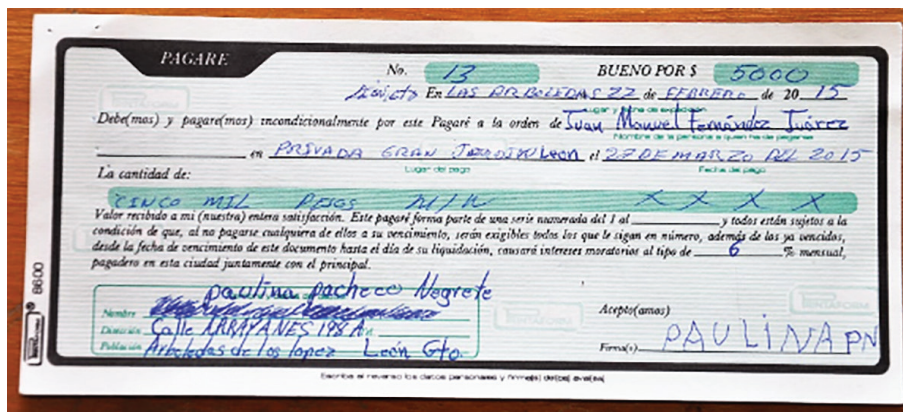 PAGARE
No. 13 BUENO POR $ 5000
En LAS ARBOLEDAS 22 de FEBRERO de 20 15
Lugar y fecha de expedición
Debe(mos) y pagare(mos) incondicionalmente por este Pagaré a la orden de Juan Manuel Fernández Juárez
Nombre de la persona a quien ha de pagarse
en PRIVADA GRAN León el 27 DE MARZO DEL 2015
La cantidad de: Lugar del pago Fecha del pago
CINCO MIL PESOS M/N X X X X
Valor recibido a mi (nuestra) entera satisfacción. Este pagaré forma parte de una serie numerada del 1 al y todos están sujetos a la
condición de que, al no pagarse cualquiera de ellos a su vencimiento, serán exigibles todos los que le sigan en número, además de los ya vencidos,
desde la fecha de vencimiento de este documento hasta el día de su liquidación, causará intereses moratorios al tipo de 6 % mensual,
pagadero en esta ciudad juntamente con el principal.
paulina pacheco Negrete
Nombre
Acepto(amos)
Dirección Calle ARRAYANES 198 A
Población Arboledas de los lopez León Gto.
Firma(s) PAULINA PN
Escriba al reverso los datos personales y firma(s) del(os) aval(es)
8600